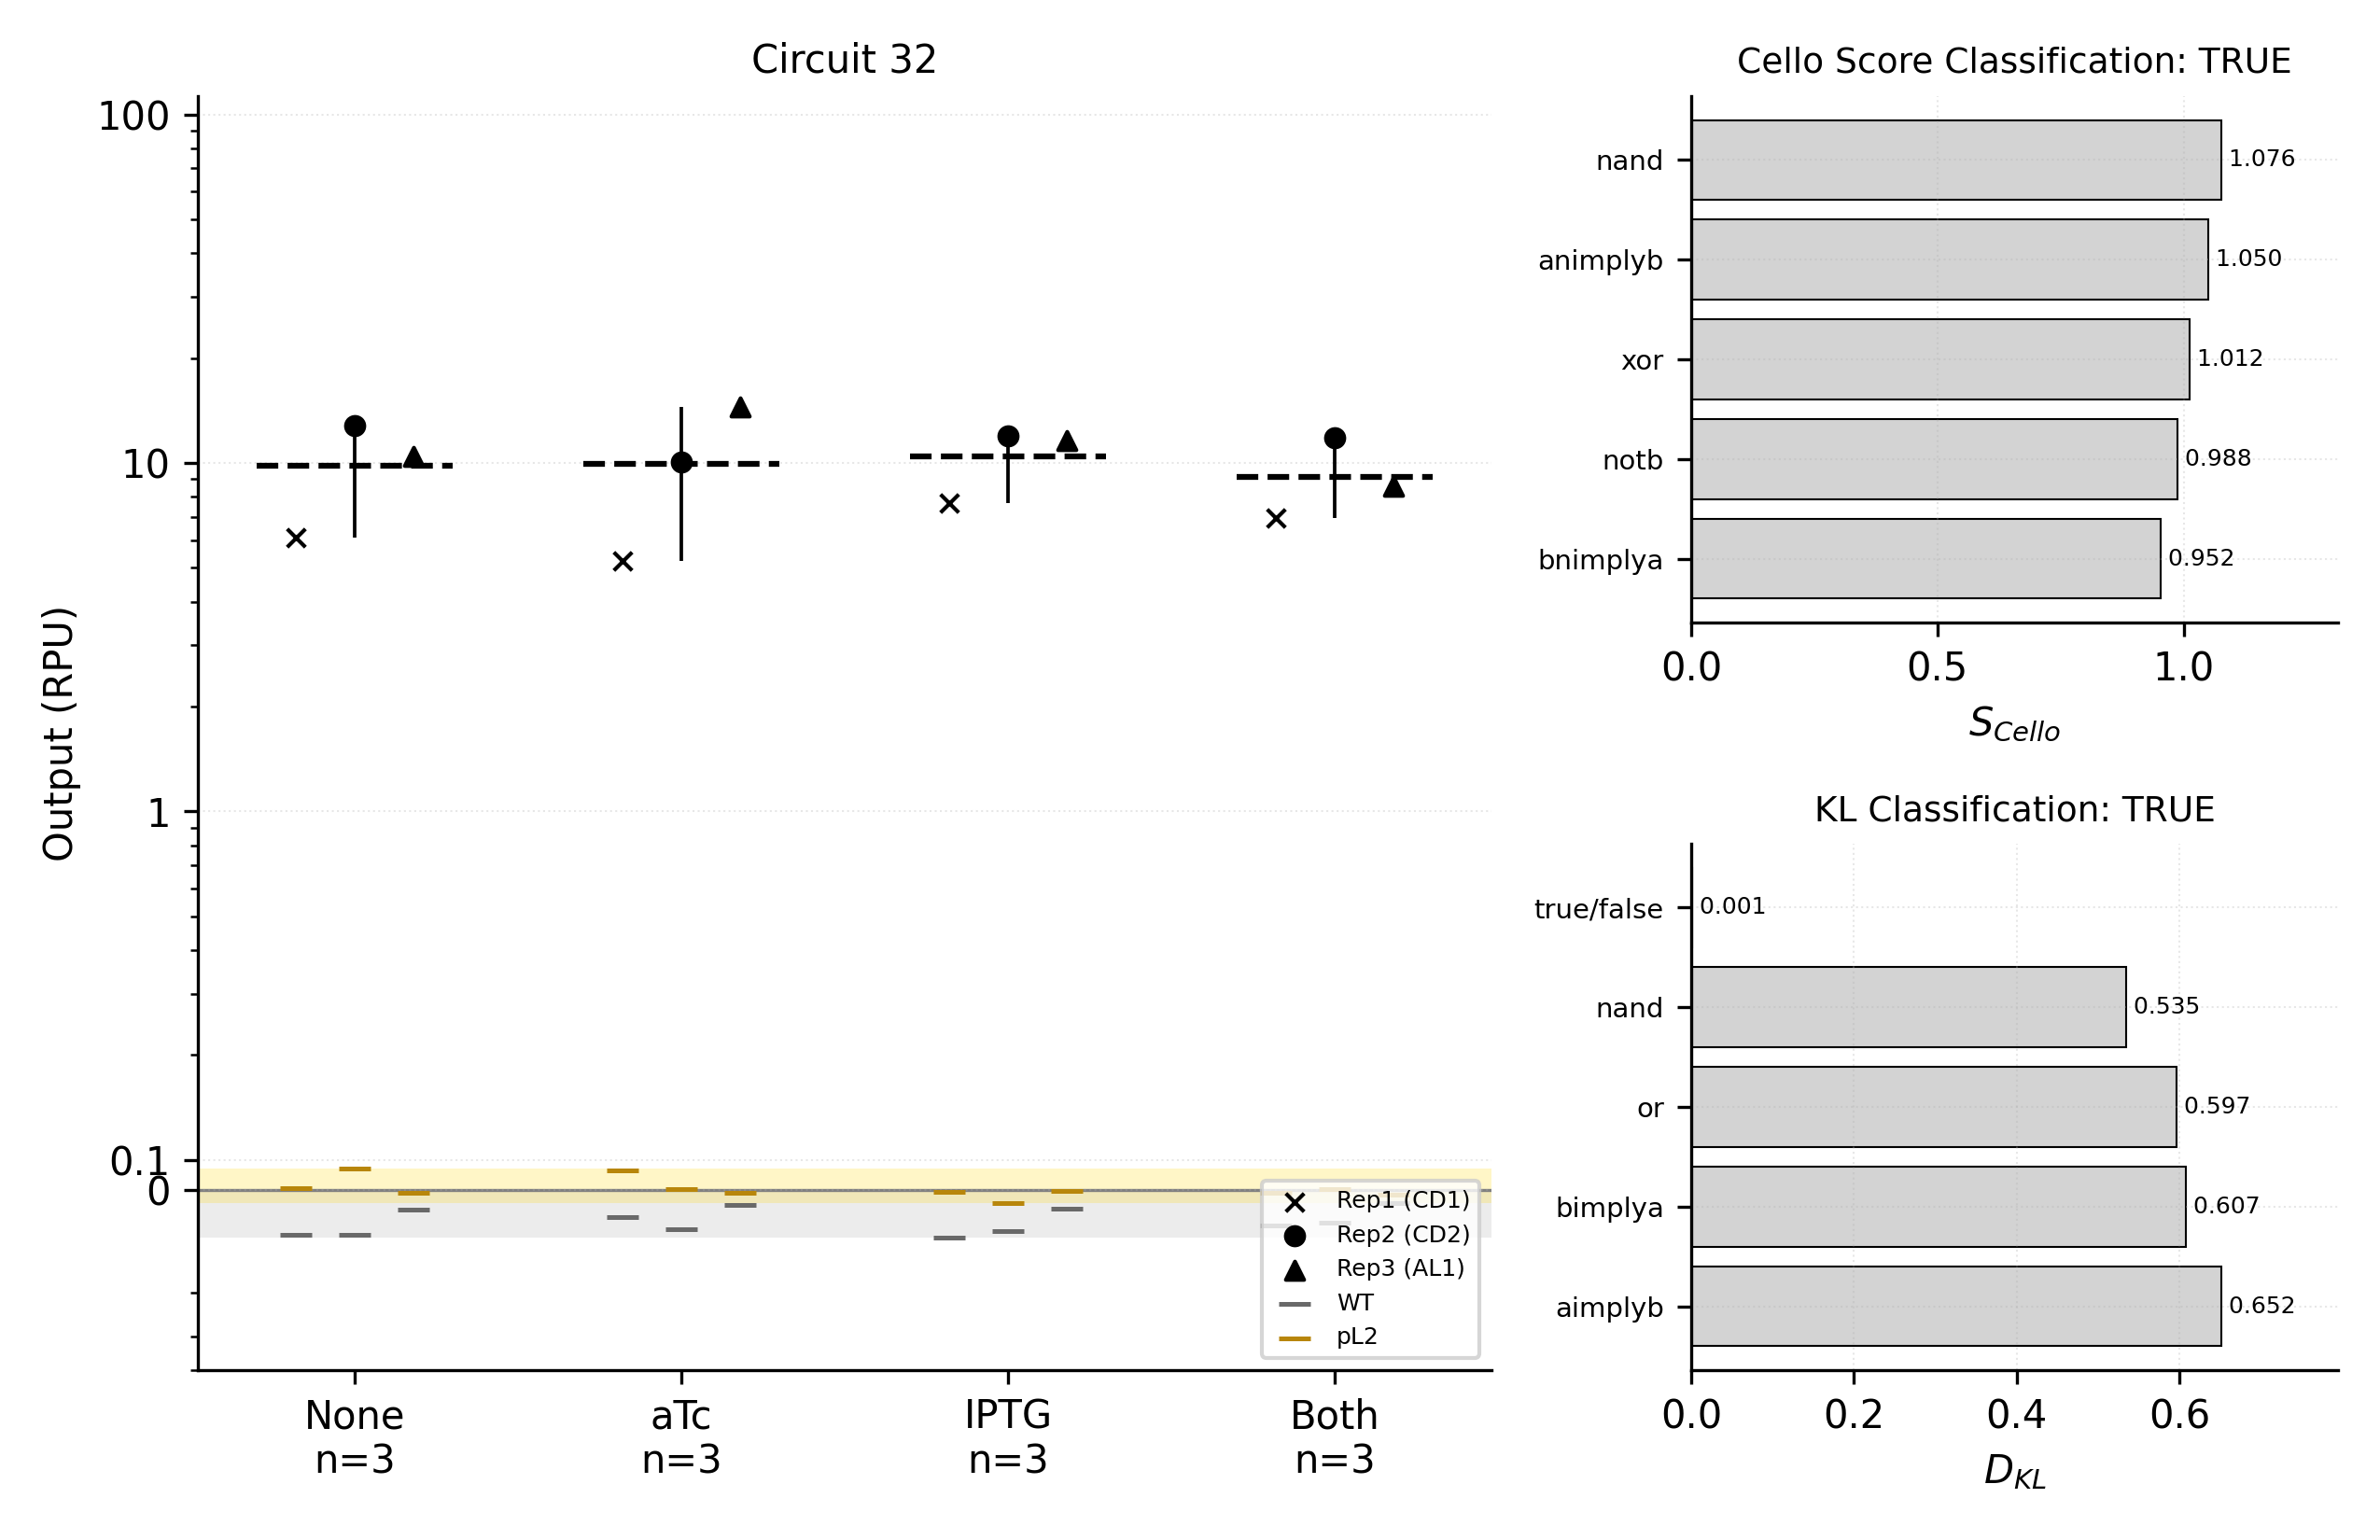 Circuit 32
Output (RPU)
100
10
1
0.1
0
None
n=3
aTc
n=3
IPTG
n=3
Both
n=3
Rep1 (CD1)
Rep2 (CD2)
Rep3 (AL1)
WT
pL2
Cello Score Classification: TRUE
nand
1.076
animplyb
1.050
xor
1.012
notb
0.988
bnimplya
0.952
0.0
0.5
1.0
S_Cello
KL Classification: TRUE
true/false
0.001
nand
0.535
or
0.597
bimplya
0.607
aimplyb
0.652
0.0
0.2
0.4
0.6
D_KL